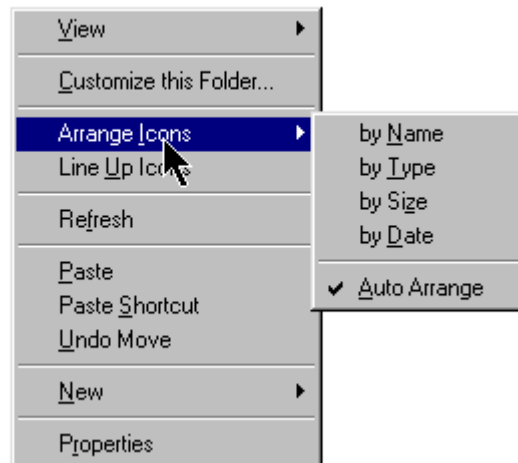 View
Customize this Folder...
Arrange Icons
Line Up Icons
Refresh
Paste
Paste Shortcut
Undo Move
New
Properties
by Name
by Type
by Size
by Date
Auto Arrange